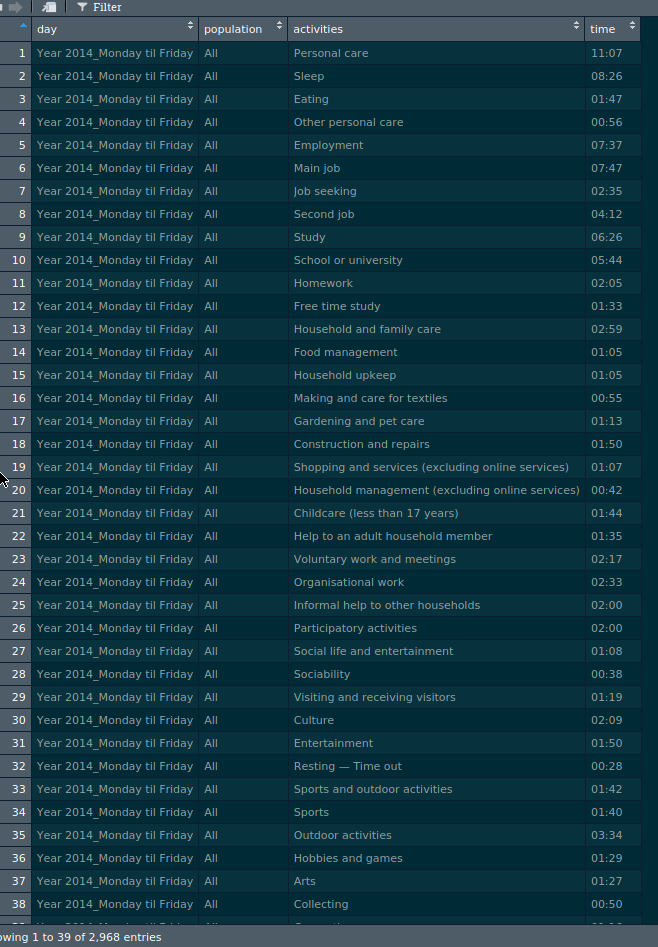 Filter
day population activities time
1 Year 2014_Monday til Friday All Personal care 11:07
2 Year 2014_Monday til Friday All Sleep 08:26
3 Year 2014_Monday til Friday All Eating 01:47
4 Year 2014_Monday til Friday All Other personal care 00:56
5 Year 2014_Monday til Friday All Employment 07:37
6 Year 2014_Monday til Friday All Main job 07:47
7 Year 2014_Monday til Friday All Job seeking 02:35
8 Year 2014_Monday til Friday All Second job 04:12
9 Year 2014_Monday til Friday All Study 06:26
10 Year 2014_Monday til Friday All School or university 05:44
11 Year 2014_Monday til Friday All Homework 02:05
12 Year 2014_Monday til Friday All Free time study 01:33
13 Year 2014_Monday til Friday All Household and family care 02:59
14 Year 2014_Monday til Friday All Food management 01:05
15 Year 2014_Monday til Friday All Household upkeep 01:05
16 Year 2014_Monday til Friday All Making and care for textiles 00:55
17 Year 2014_Monday til Friday All Gardening and pet care 01:13
18 Year 2014_Monday til Friday All Construction and repairs 01:50
19 Year 2014_Monday til Friday All Shopping and services (excluding online services) 01:07
20 Year 2014_Monday til Friday All Household management (excluding online services) 00:42
21 Year 2014_Monday til Friday All Childcare (less than 17 years) 01:44
22 Year 2014_Monday til Friday All Help to an adult household member 01:35
23 Year 2014_Monday til Friday All Voluntary work and meetings 02:17
24 Year 2014_Monday til Friday All Organisational work 02:33
25 Year 2014_Monday til Friday All Informal help to other households 02:00
26 Year 2014_Monday til Friday All Participatory activities 02:00
27 Year 2014_Monday til Friday All Social life and entertainment 01:08
28 Year 2014_Monday til Friday All Sociability 00:38
29 Year 2014_Monday til Friday All Visiting and receiving visitors 01:19
30 Year 2014_Monday til Friday All Culture 02:09
31 Year 2014_Monday til Friday All Entertainment 01:50
32 Year 2014_Monday til Friday All Resting — Time out 00:28
33 Year 2014_Monday til Friday All Sports and outdoor activities 01:42
34 Year 2014_Monday til Friday All Sports 01:40
35 Year 2014_Monday til Friday All Outdoor activities 03:34
36 Year 2014_Monday til Friday All Hobbies and games 01:29
37 Year 2014_Monday til Friday All Arts 01:27
38 Year 2014_Monday til Friday All Collecting 00:50
owing 1 to 39 of 2,968 entries